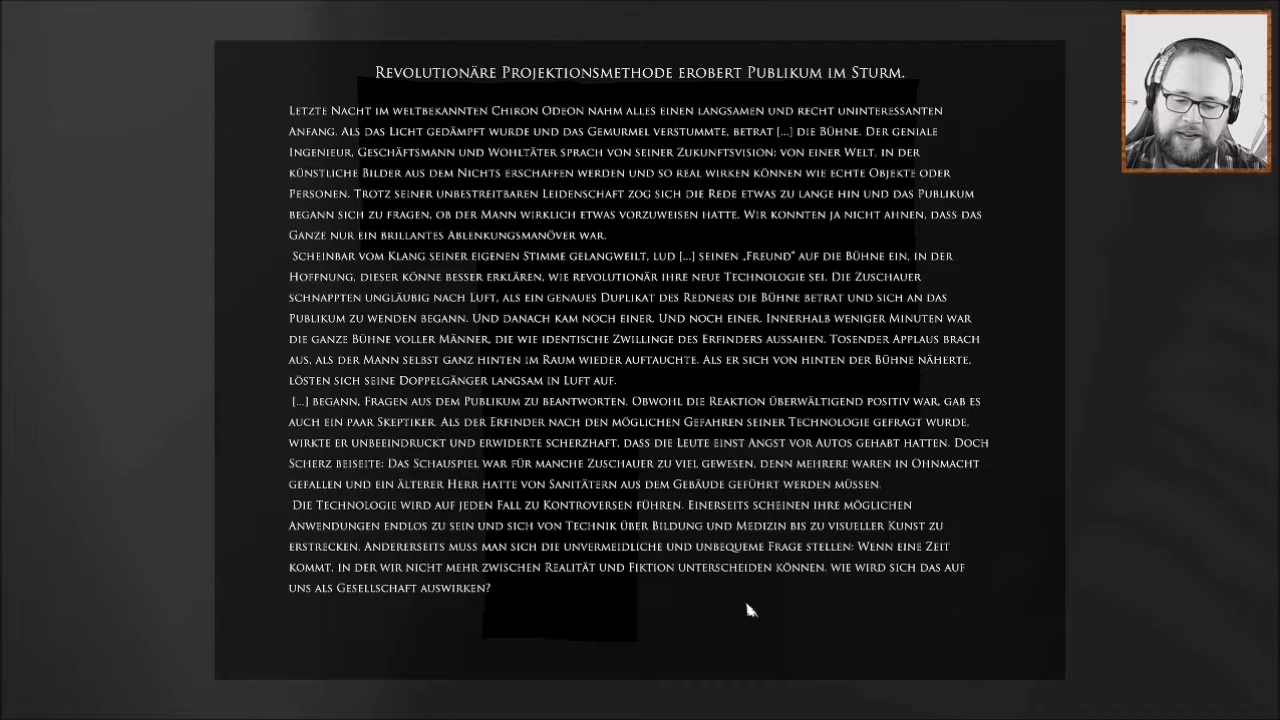 Revolutionäre Projektionsmethode erobert Publikum im Sturm.
Letzte Nacht im weltbekannten Chiron Odeon nahm alles einen langsamen und recht uninteressanten
Anfang. Als das Licht gedämpft wurde und das Gemurmel verstummte, betrat [...] die Bühne. Der geniale
Ingenieur, Geschäftsmann und Wohltäter sprach von seiner Zukunftsvision: von einer Welt, in der
künstliche Bilder aus dem Nichts erschaffen werden und so real wirken können wie echte Objekte oder
Personen. Trotz seiner unbestreitbaren Leidenschaft zog sich die Rede etwas zu lange hin und das Publikum
begann sich zu fragen, ob der Mann wirklich etwas vorzuweisen hatte. Wir konnten ja nicht ahnen, dass das
Ganze nur ein brillantes Ablenkungsmanöver war.
Scheinbar vom Klang seiner eigenen Stimme gelangweilt, lud [...] seinen „Freund“ auf die Bühne ein, in der
Hoffnung, dieser könne besser erklären, wie revolutionär ihre neue Technologie sei. Die Zuschauer
schnappten ungläubig nach Luft, als ein genaues Duplikat des Redners die Bühne betrat und sich an das
Publikum zu wenden begann. Und danach kam noch einer. Und noch einer. Innerhalb weniger Minuten war
die ganze Bühne voller Männer, die wie identische Zwillinge des Erfinders aussahen. Tosender Applaus brach
aus, als der Mann selbst ganz hinten im Raum wieder auftauchte. Als er sich von hinten der Bühne näherte,
lösten sich seine Doppelgänger langsam in Luft auf.
[...] begann, Fragen aus dem Publikum zu beantworten. Obwohl die Reaktion überwältigend positiv war, gab es
auch ein paar Skeptiker. Als der Erfinder nach den möglichen Gefahren seiner Technologie gefragt wurde,
wirkte er unbeeindruckt und erwiderte scherzhaft, dass die Leute einst Angst vor Autos gehabt hatten. Doch
Scherz beiseite: Das Schauspiel war für manche Zuschauer zu viel gewesen, denn mehrere waren in Ohnmacht
gefallen und ein älterer Herr hatte von Sanitätern aus dem Gebäude geführt werden müssen.
Die Technologie wird auf jeden Fall zu Kontroversen führen. Einerseits scheinen ihre möglichen
Anwendungen endlos zu sein und sich von Technik über Bildung und Medizin bis zu visueller Kunst zu
erstrecken. Andererseits muss man sich die unvermeidliche und unbequeme Frage stellen: Wenn eine Zeit
kommt, in der wir nicht mehr zwischen Realität und Fiktion unterscheiden können, wie wird sich das auf
uns als Gesellschaft auswirken?